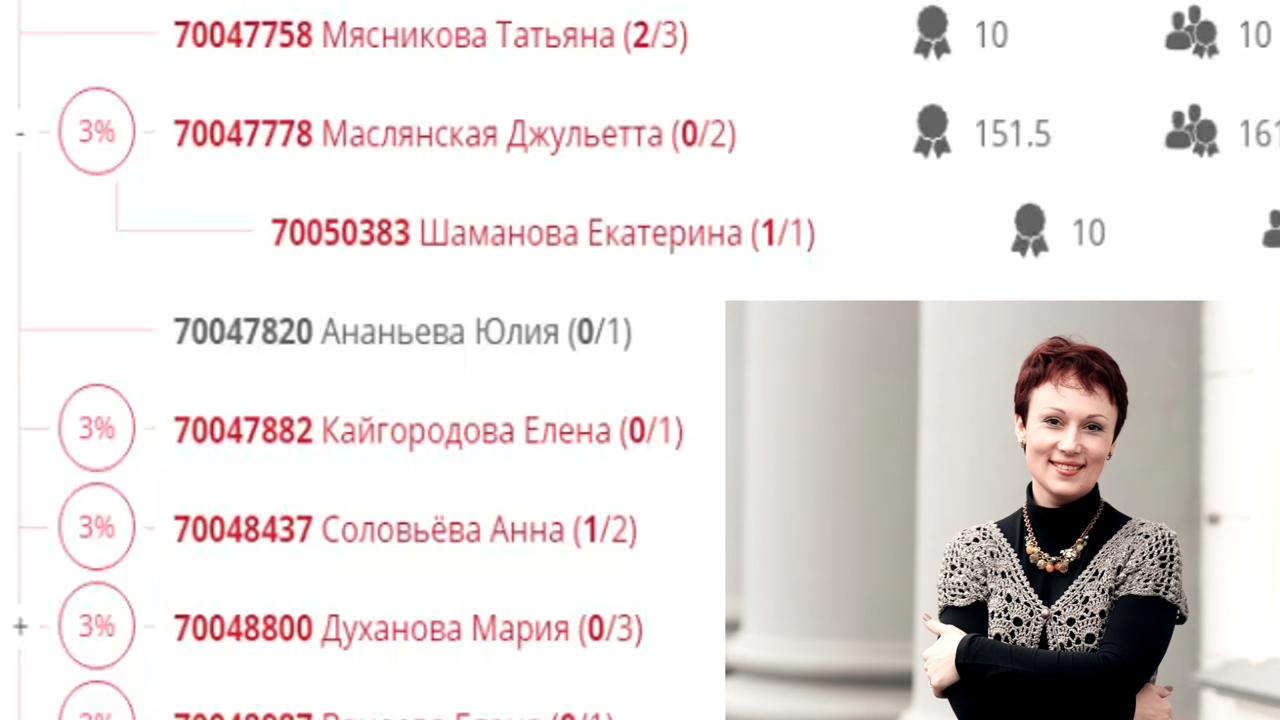 70047758 Мясникова Татьяна (2/3) 10 10
- 3% 70047778 Маслянская Джульетта (0/2) 151.5 161
70050383 Шаманова Екатерина (1/1) 10
70047820 Ананьева Юлия (0/1)
3% 70047882 Кайгородова Елена (0/1)
3% 70048437 Соловьёва Анна (1/2)
+ 3% 70048800 Духанова Мария (0/3)
3%